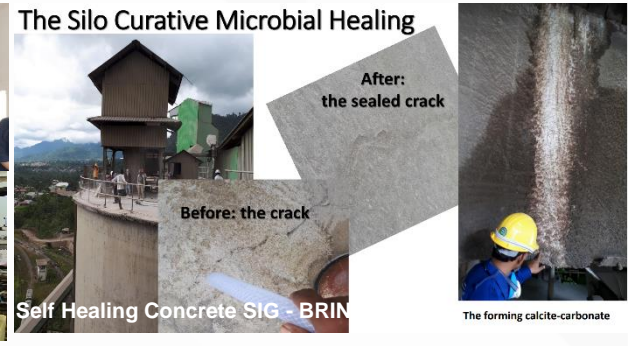 The Silo Curative Microbial Healing
After:
the sealed crack
Before: the crack
Self Healing Concrete SIG - BRIN
The forming calcite-carbonate